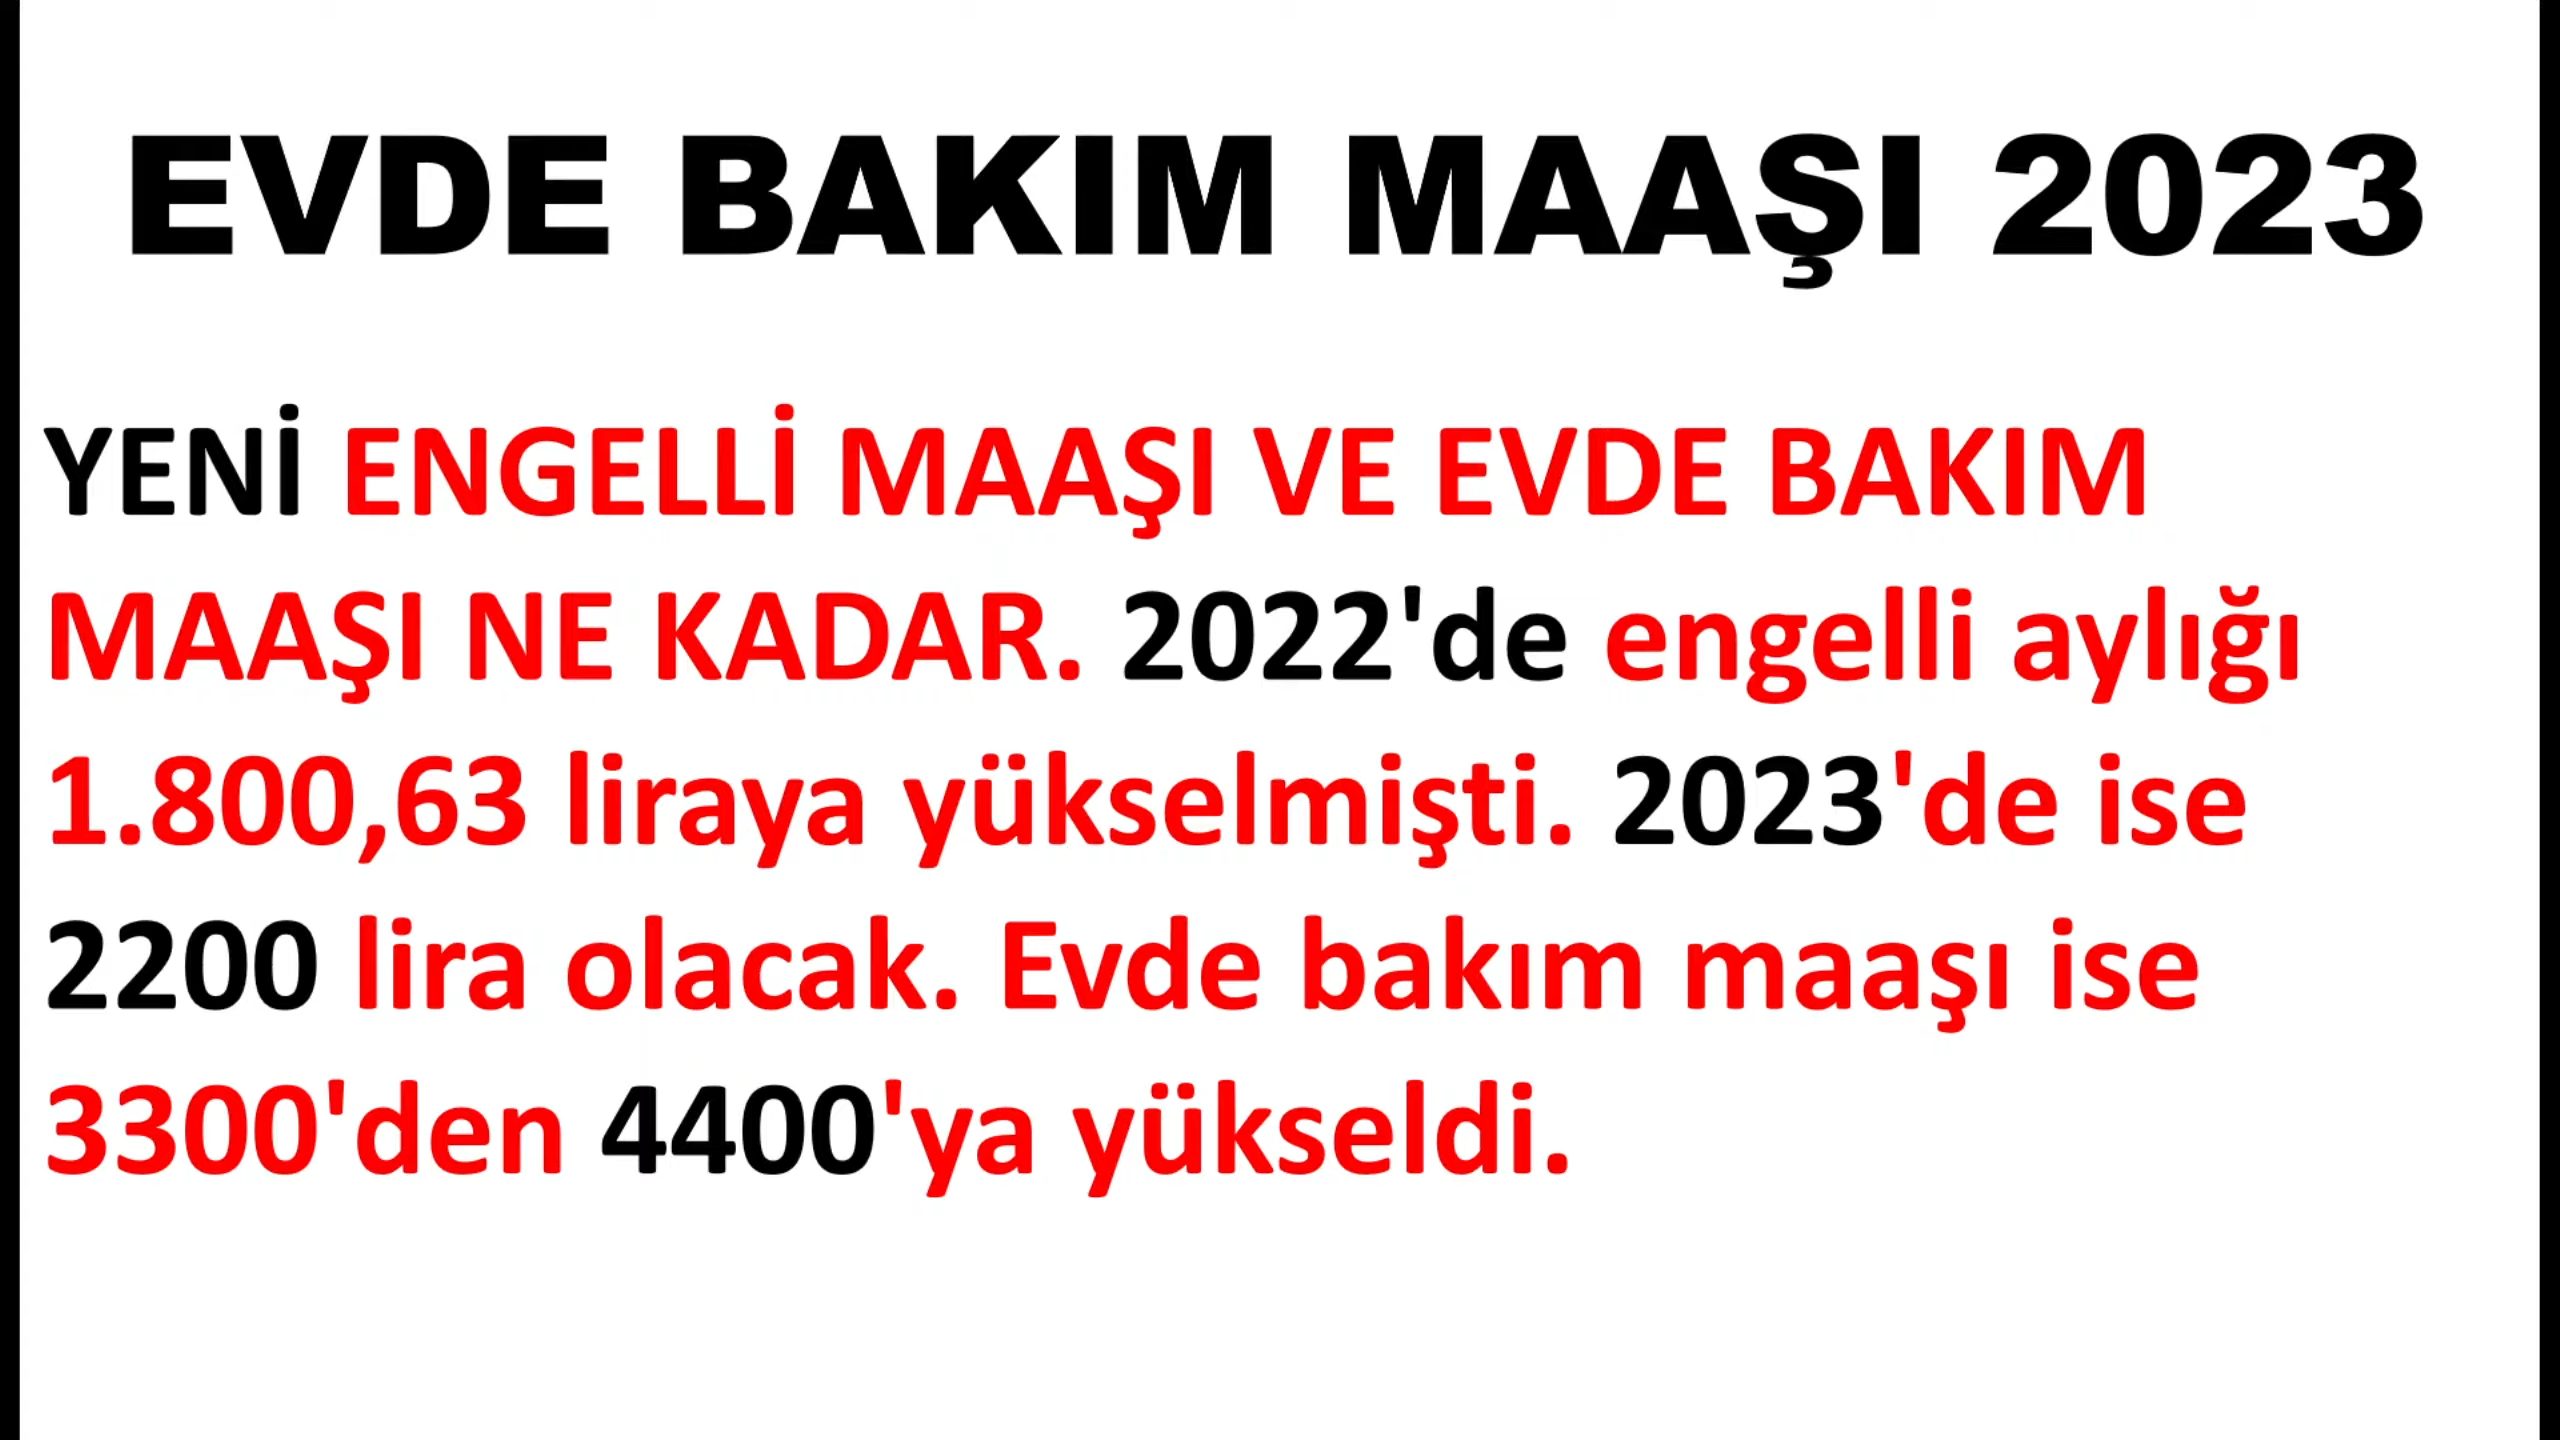 EVDE BAKIM MAAŞI 2023
YENİ ENGELLİ MAAŞI VE EVDE BAKIM
MAAŞI NE KADAR. 2022'de engelli aylığı
1.800,63 liraya yükselmişti. 2023'de ise
2200 lira olacak. Evde bakım maaşı ise
3300'den 4400'ya yükseldi.